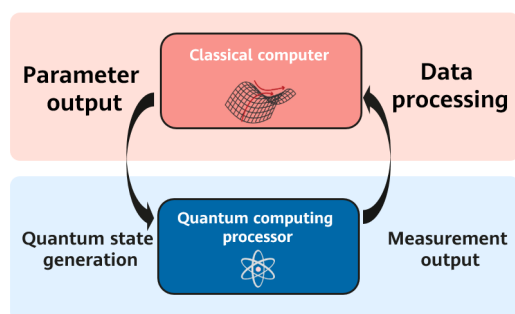 Classical computer
Parameter
output
Data
processing
Quantum computing
processor
Quantum state
generation
Measurement
output